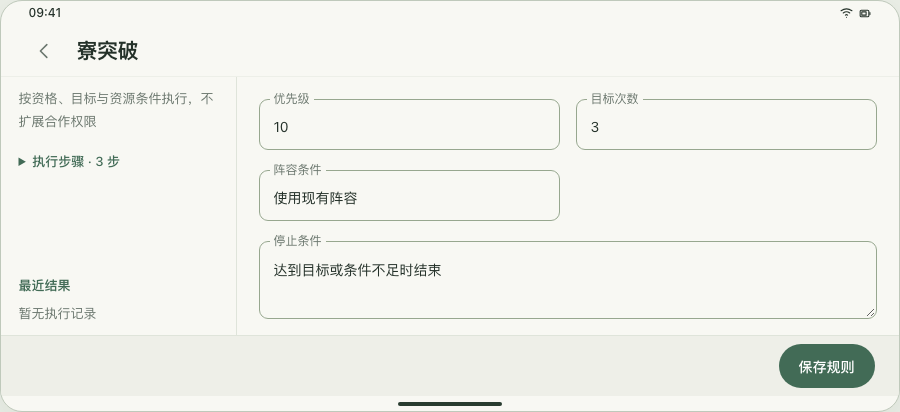 09:41
寮突破
按资格、目标与资源条件执行，不
扩展合作权限
执行步骤 · 3 步
最近结果
暂无执行记录
优先级
10
目标次数
3
阵容条件
使用现有阵容
停止条件
达到目标或条件不足时结束
保存规则